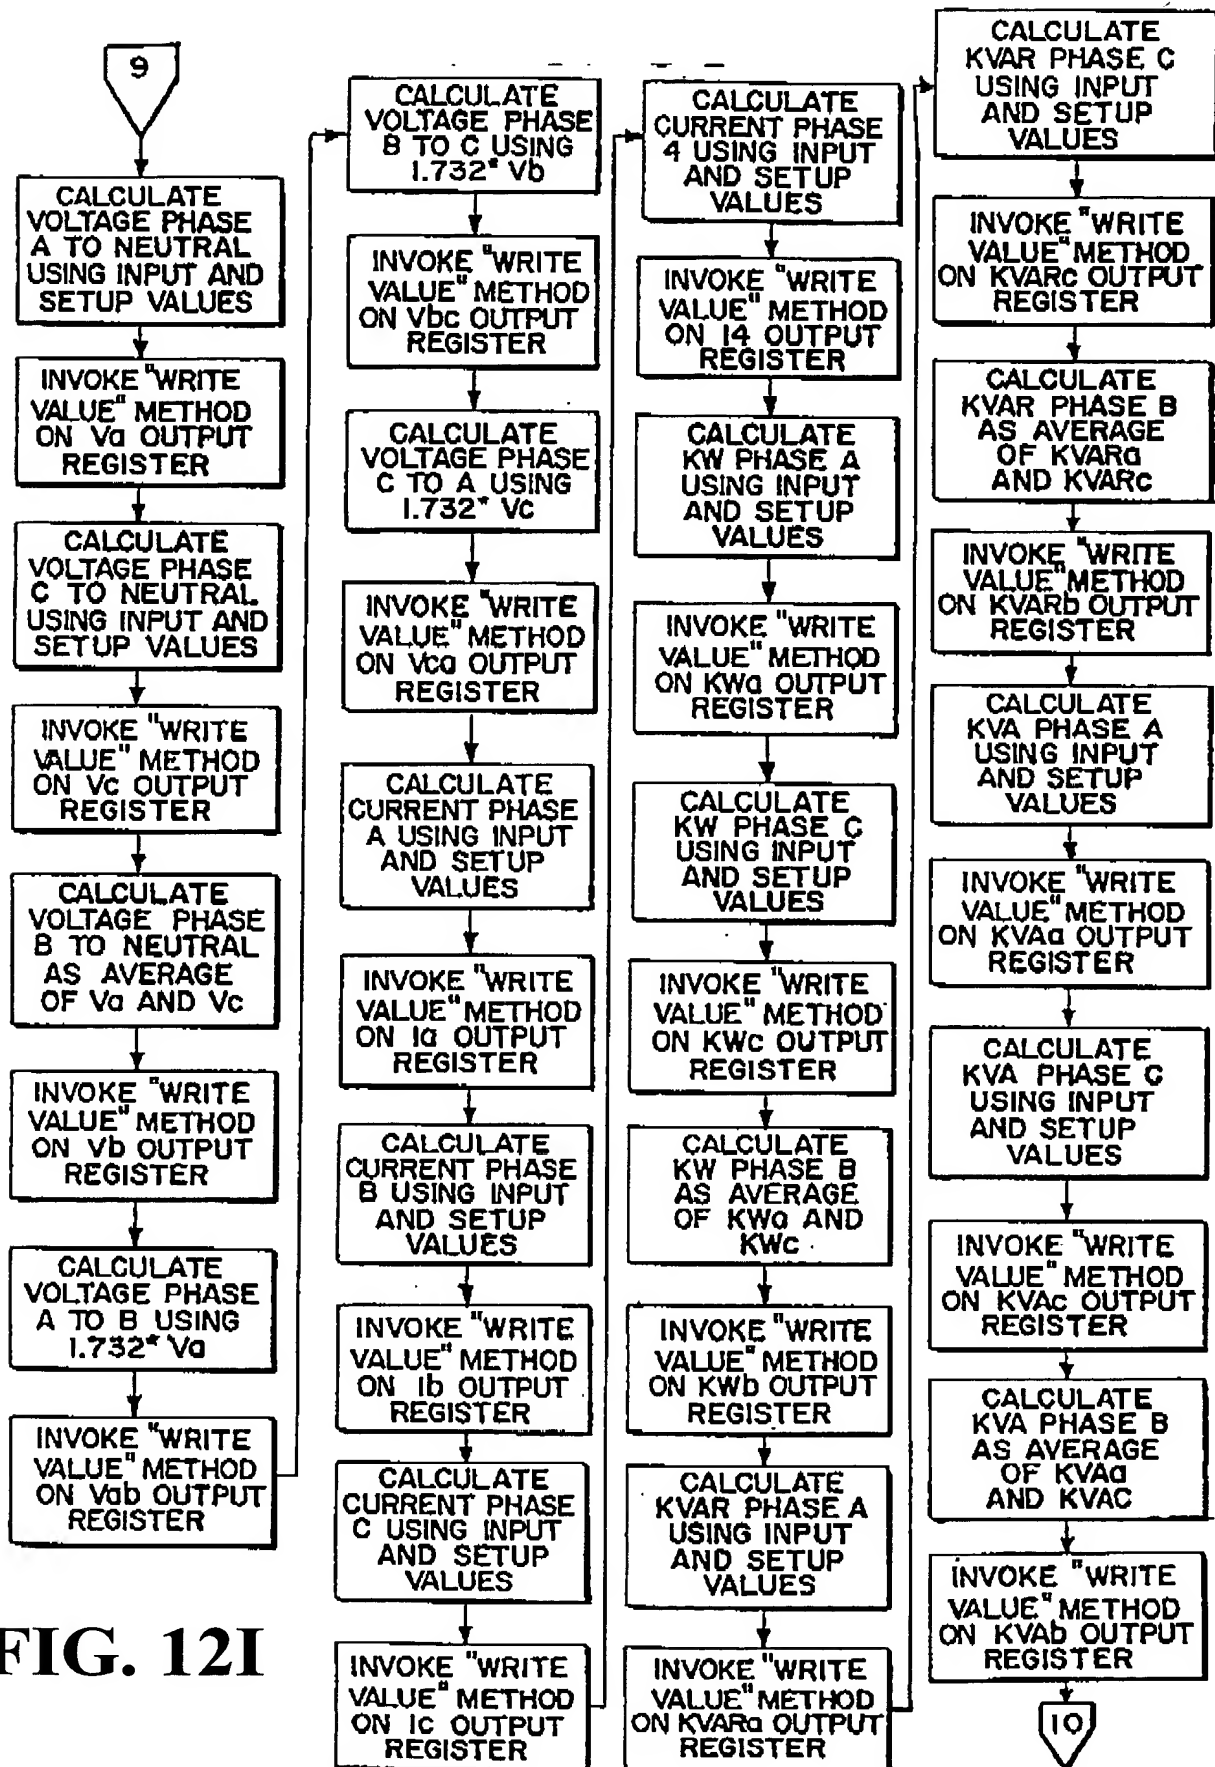 9
CALCULATE
VOLTAGE PHASE
A TO NEUTRAL
USING INPUT AND
SETUP VALUES
INVOKE "WRITE
VALUE" METHOD
ON Va OUTPUT
REGISTER
CALCULATE
VOLTAGE PHASE
C TO NEUTRAL
USING INPUT AND
SETUP VALUES
INVOKE "WRITE
VALUE" METHOD
ON Vc OUTPUT
REGISTER
CALCULATE
VOLTAGE PHASE
B TO NEUTRAL
AS AVERAGE
OF Va AND Vc
INVOKE "WRITE
VALUE" METHOD
ON Vb OUTPUT
REGISTER
CALCULATE
VOLTAGE PHASE
A TO B USING
1.732* Va
INVOKE "WRITE
VALUE" METHOD
ON Vab OUTPUT
REGISTER
CALCULATE
VOLTAGE PHASE
B TO C USING
1.732* Vb
INVOKE "WRITE
VALUE" METHOD
ON Vbc OUTPUT
REGISTER
CALCULATE
VOLTAGE PHASE
C TO A USING
1.732* Vc
INVOKE "WRITE
VALUE" METHOD
ON Vca OUTPUT
REGISTER
CALCULATE
CURRENT PHASE
A USING INPUT
AND SETUP
VALUES
INVOKE "WRITE
VALUE" METHOD
ON Ia OUTPUT
REGISTER
CALCULATE
CURRENT PHASE
B USING INPUT
AND SETUP
VALUES
INVOKE "WRITE
VALUE" METHOD
ON Ib OUTPUT
REGISTER
CALCULATE
CURRENT PHASE
C USING INPUT
AND SETUP
VALUES
INVOKE "WRITE
VALUE" METHOD
ON Ic OUTPUT
REGISTER
CALCULATE
CURRENT PHASE
4 USING INPUT
AND SETUP
VALUES
INVOKE "WRITE
VALUE" METHOD
ON I4 OUTPUT
REGISTER
CALCULATE
KW PHASE A
USING INPUT
AND SETUP
VALUES
INVOKE "WRITE
VALUE" METHOD
ON KWa OUTPUT
REGISTER
CALCULATE
KW PHASE C
USING INPUT
AND SETUP
VALUES
INVOKE "WRITE
VALUE" METHOD
ON KWc OUTPUT
REGISTER
CALCULATE
KW PHASE B
AS AVERAGE
OF KWa AND
KWc
INVOKE "WRITE
VALUE" METHOD
ON KWb OUTPUT
REGISTER
CALCULATE
KVAR PHASE A
USING INPUT
AND SETUP
VALUES
INVOKE "WRITE
VALUE" METHOD
ON KVARa OUTPUT
REGISTER
CALCULATE
KVAR PHASE C
USING INPUT
AND SETUP
VALUES
INVOKE "WRITE
VALUE" METHOD
ON KVARc OUTPUT
REGISTER
CALCULATE
KVAR PHASE B
AS AVERAGE
OF KVARa
AND KVARc
INVOKE "WRITE
VALUE" METHOD
ON KVARb OUTPUT
REGISTER
CALCULATE
KVA PHASE A
USING INPUT
AND SETUP
VALUES
INVOKE "WRITE
VALUE" METHOD
ON KVAa OUTPUT
REGISTER
CALCULATE
KVA PHASE C
USING INPUT
AND SETUP
VALUES
INVOKE "WRITE
VALUE" METHOD
ON KVAc OUTPUT
REGISTER
CALCULATE
KVA PHASE B
AS AVERAGE
OF KVAa
AND KVAC
INVOKE "WRITE
VALUE" METHOD
ON KVAb OUTPUT
REGISTER
10
FIG. 12I